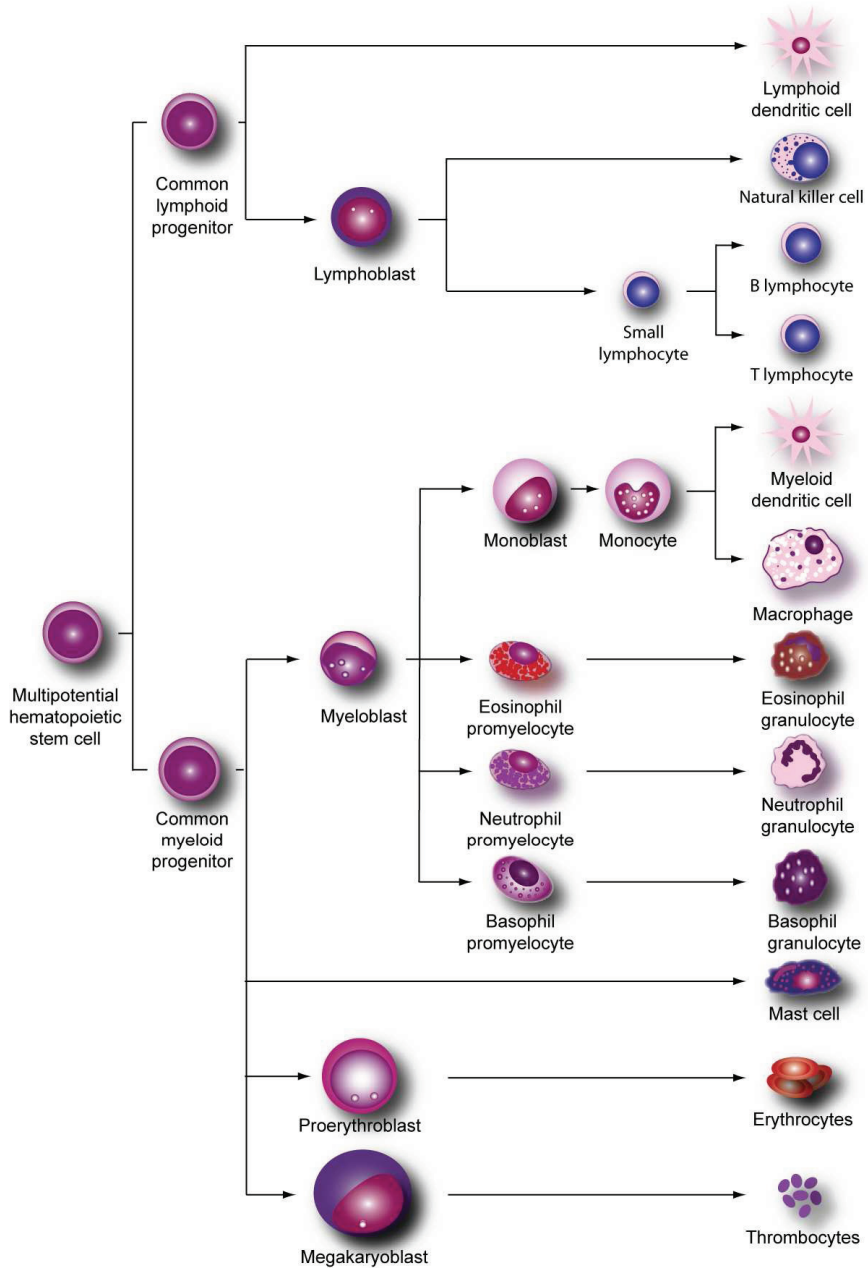 Lymphoid
dendritic cell
Common
lymphoid
progenitor
Natural killer cell
Lymphoblast
B lymphocyte
Small
lymphocyte
T lymphocyte
Myeloid
dendritic cell
Monoblast
Monocyte
Macrophage
Multipotential
hematopoietic
stem cell
Myeloblast
Eosinophil
promyelocyte
Eosinophil
granulocyte
Common
myeloid
progenitor
Neutrophil
promyelocyte
Neutrophil
granulocyte
Basophil
promyelocyte
Basophil
granulocyte
Mast cell
Proerythroblast
Erythrocytes
Megakaryoblast
Thrombocytes